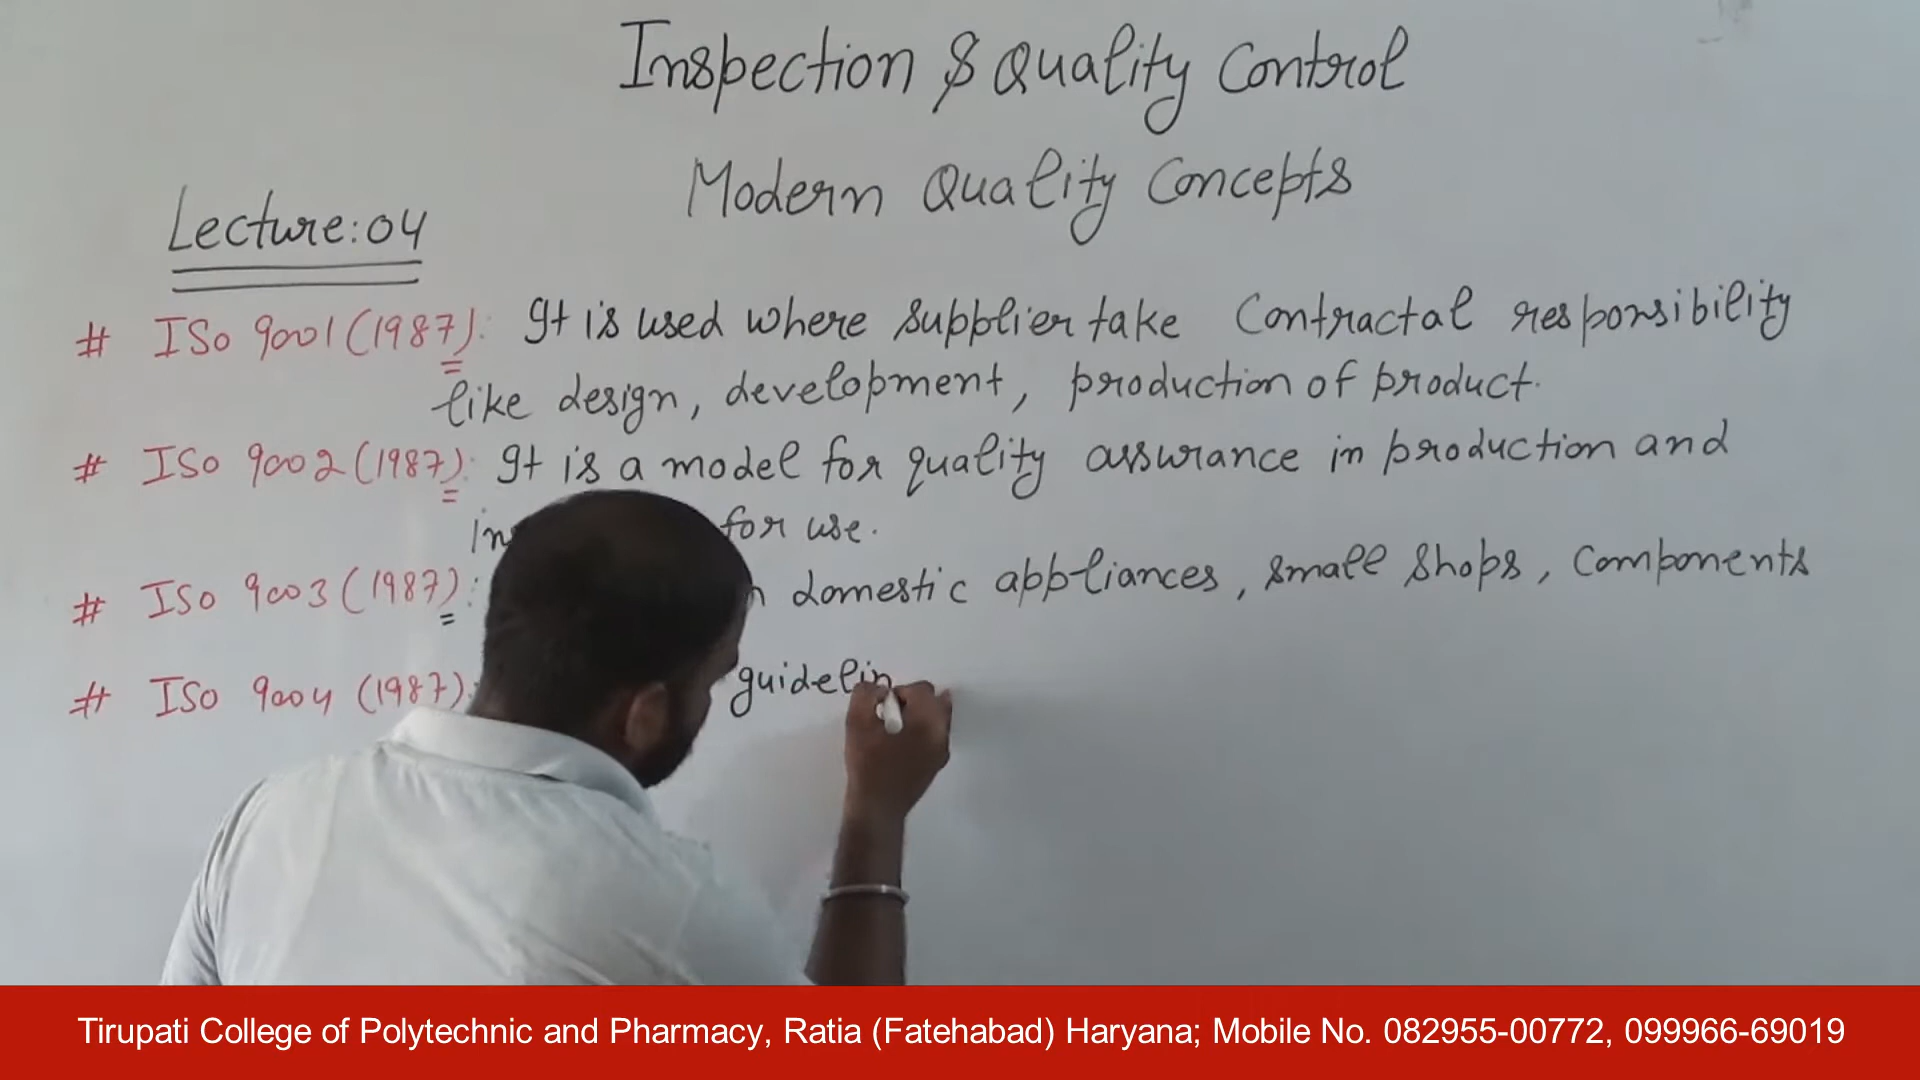 Inspection & Quality Control
Modern Quality Concepts
Lecture:04
# ISO 9001 (1987): It is used where supplier take Contractal responsibility
like design, development, production of product.
# ISO 9002 (1987): It is a model for quality assurance in production and
for use.
# ISO 9003 (1987): domestic appliances, small shops, Components
# ISO 9004 (1987): guidelin
Tirupati College of Polytechnic and Pharmacy, Ratia (Fatehabad) Haryana; Mobile No. 082955-00772, 099966-69019